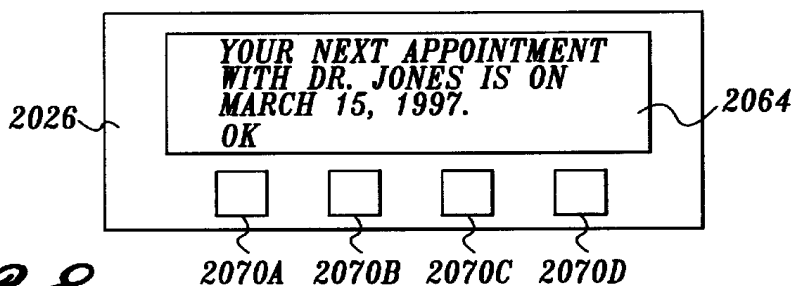 YOUR NEXT APPOINTMENT
WITH DR. JONES IS ON
MARCH 15, 1997.
OK
2026
2064
2070A 2070B 2070C 2070D